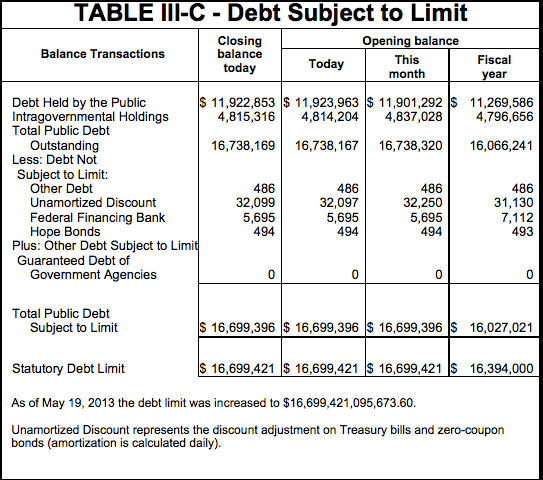 TABLE III-C - Debt Subject to Limit
Balance Transactions Closing balance today Opening balance
Today This month Fiscal year
Debt Held by the Public $ 11,922,853 $ 11,923,963 $ 11,901,292 $ 11,269,586
Intragovernmental Holdings 4,815,316 4,814,204 4,837,028 4,796,656
Total Public Debt
Outstanding 16,738,169 16,738,167 16,738,320 16,066,241
Less: Debt Not
Subject to Limit:
Other Debt 486 486 486 486
Unamortized Discount 32,099 32,097 32,250 31,130
Federal Financing Bank 5,695 5,695 5,695 7,112
Hope Bonds 494 494 494 493
Plus: Other Debt Subject to Limit
Guaranteed Debt of
Government Agencies 0 0 0 0
Total Public Debt
Subject to Limit $ 16,699,396 $ 16,699,396 $ 16,699,396 $ 16,027,021
Statutory Debt Limit $ 16,699,421 $ 16,699,421 $ 16,699,421 $ 16,394,000
As of May 19, 2013 the debt limit was increased to $16,699,421,095,673.60.
Unamortized Discount represents the discount adjustment on Treasury bills and zero-coupon
bonds (amortization is calculated daily).